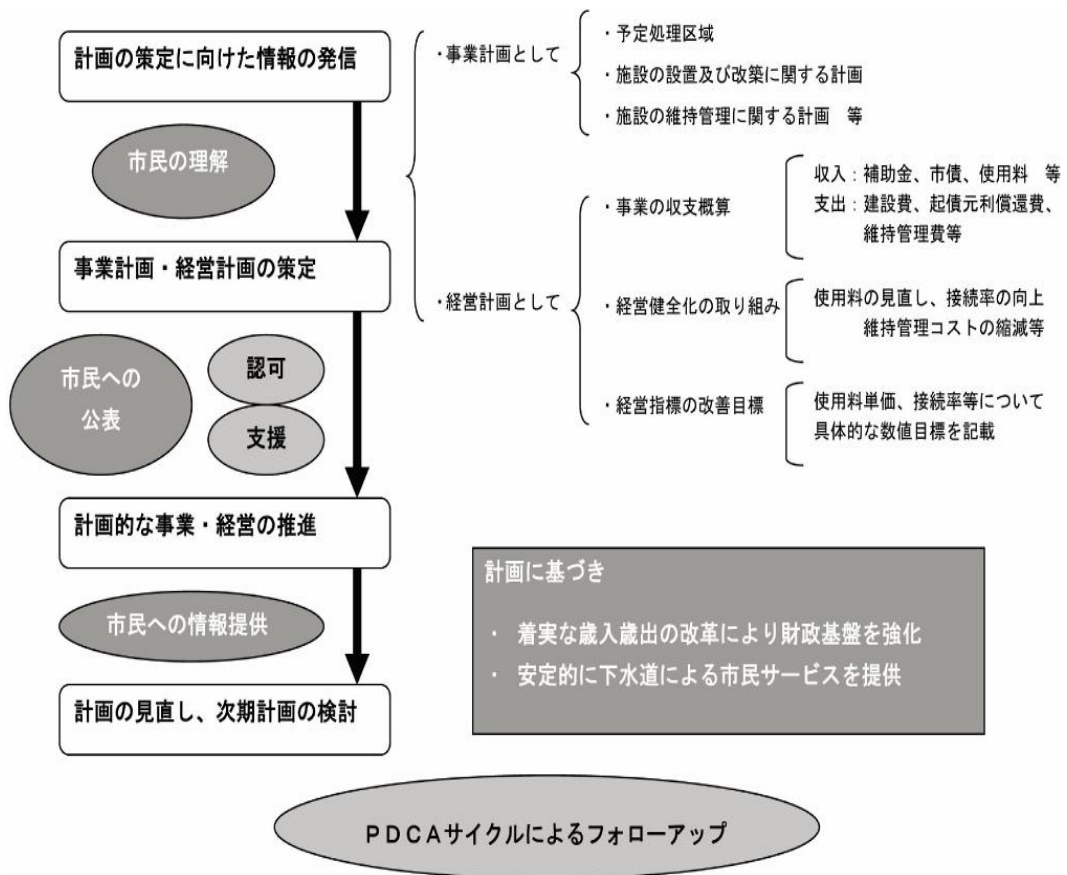 計画の策定に向けた情報の発信
市民の理解
事業計画・経営計画の策定
市民への
公表
認可
支援
計画的な事業・経営の推進
市民への情報提供
計画の見直し、次期計画の検討
・事業計画として
・予定処理区域
・施設の設置及び改築に関する計画
・施設の維持管理に関する計画　等
・経営計画として
・事業の収支概算
収入：補助金、市債、使用料　等
支出：建設費、起債元利償還費、
維持管理費等
・経営健全化の取り組み
使用料の見直し、接続率の向上
維持管理コストの縮減等
・経営指標の改善目標
使用料単価、接続率等について
具体的な数値目標を記載
計画に基づき
・ 着実な歳入歳出の改革により財政基盤を強化
・ 安定的に下水道による市民サービスを提供
ＰＤＣＡサイクルによるフォローアップ